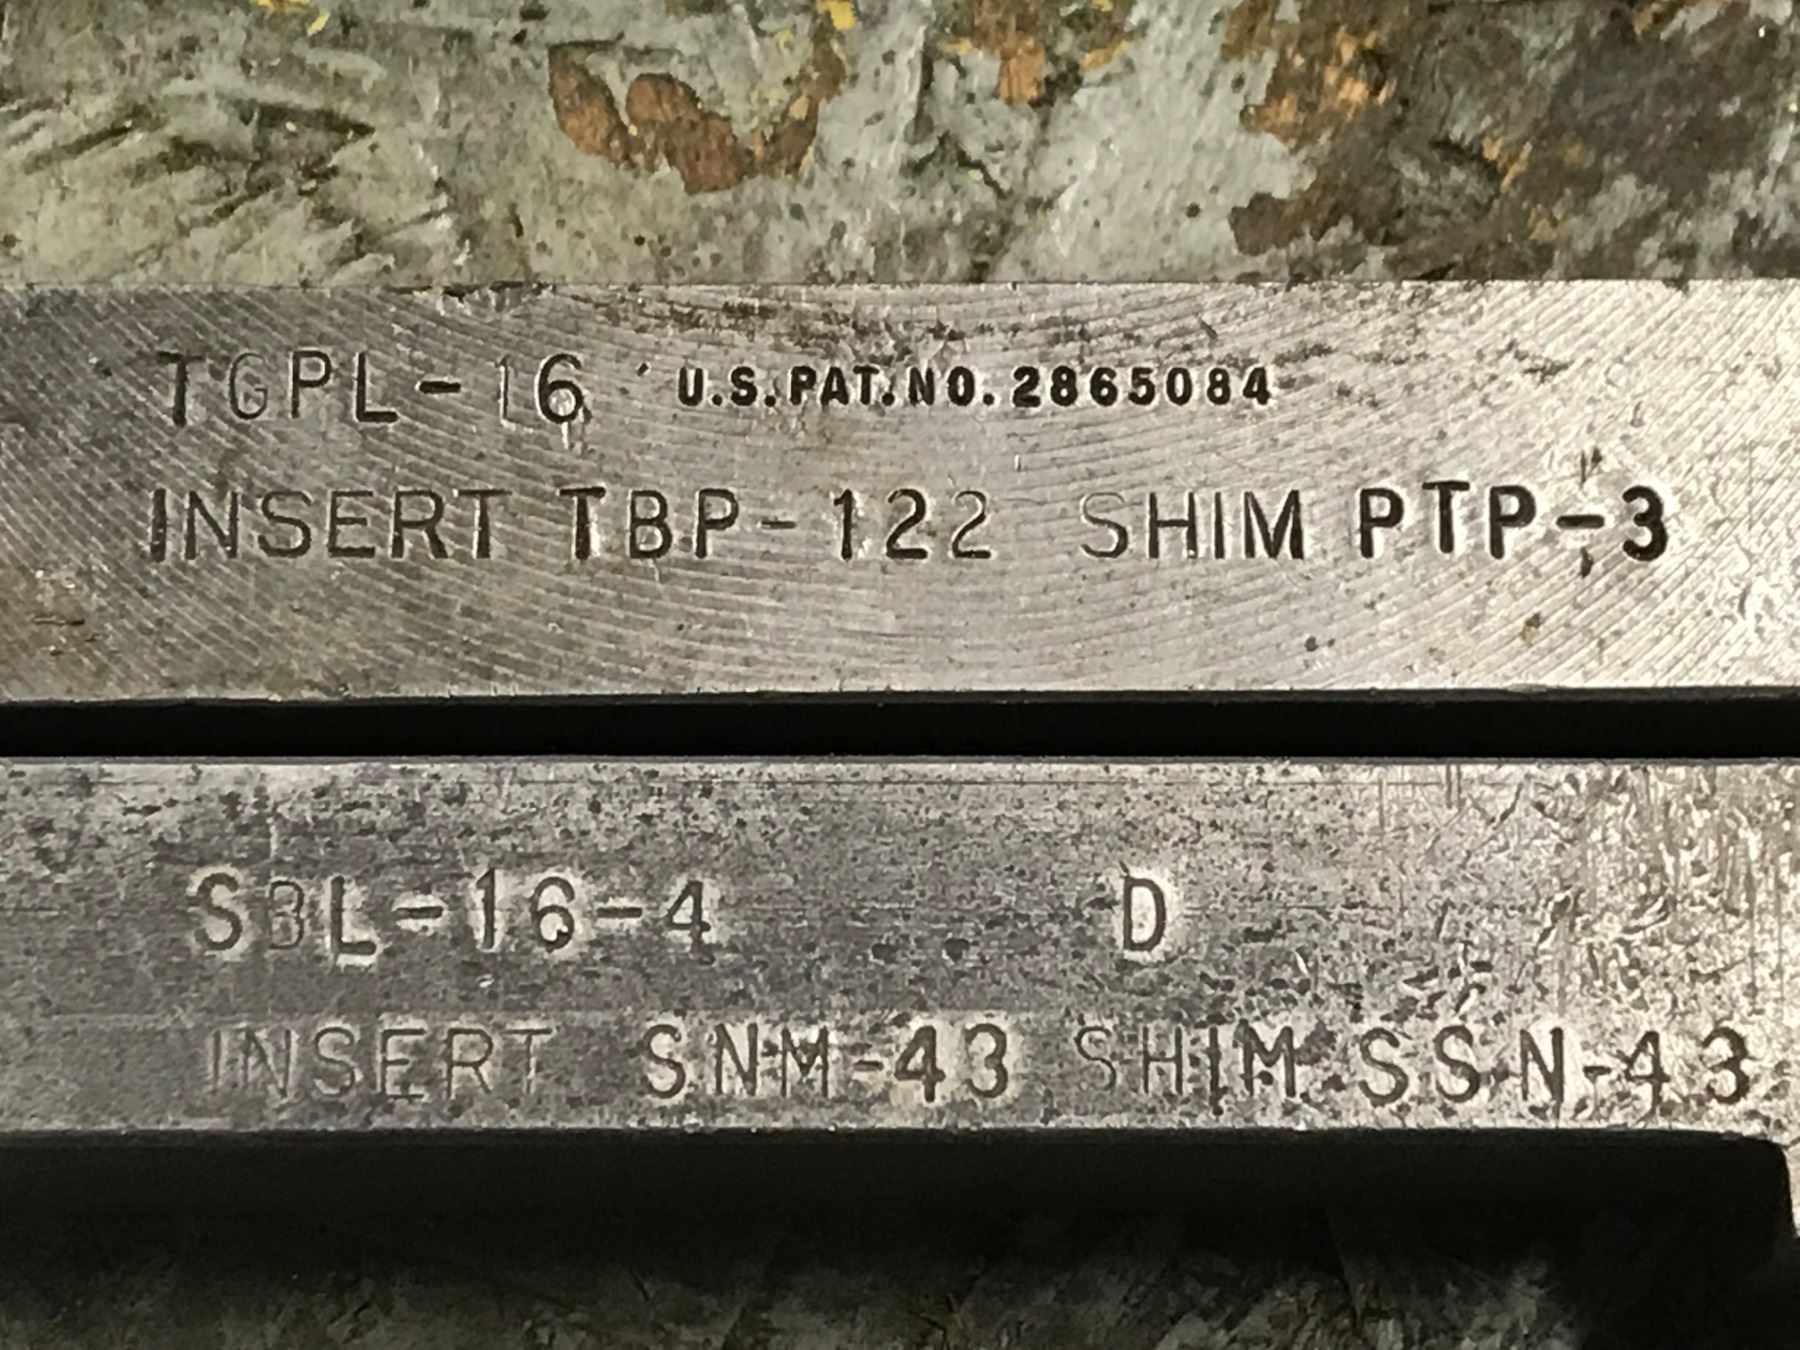 TGPL-16 U.S. PAT. NO. 2865084
INSERT TBP-122 SHIM PTP-3
SBL-16-4 D
INSERT SNM-43 SHIM SSN-43